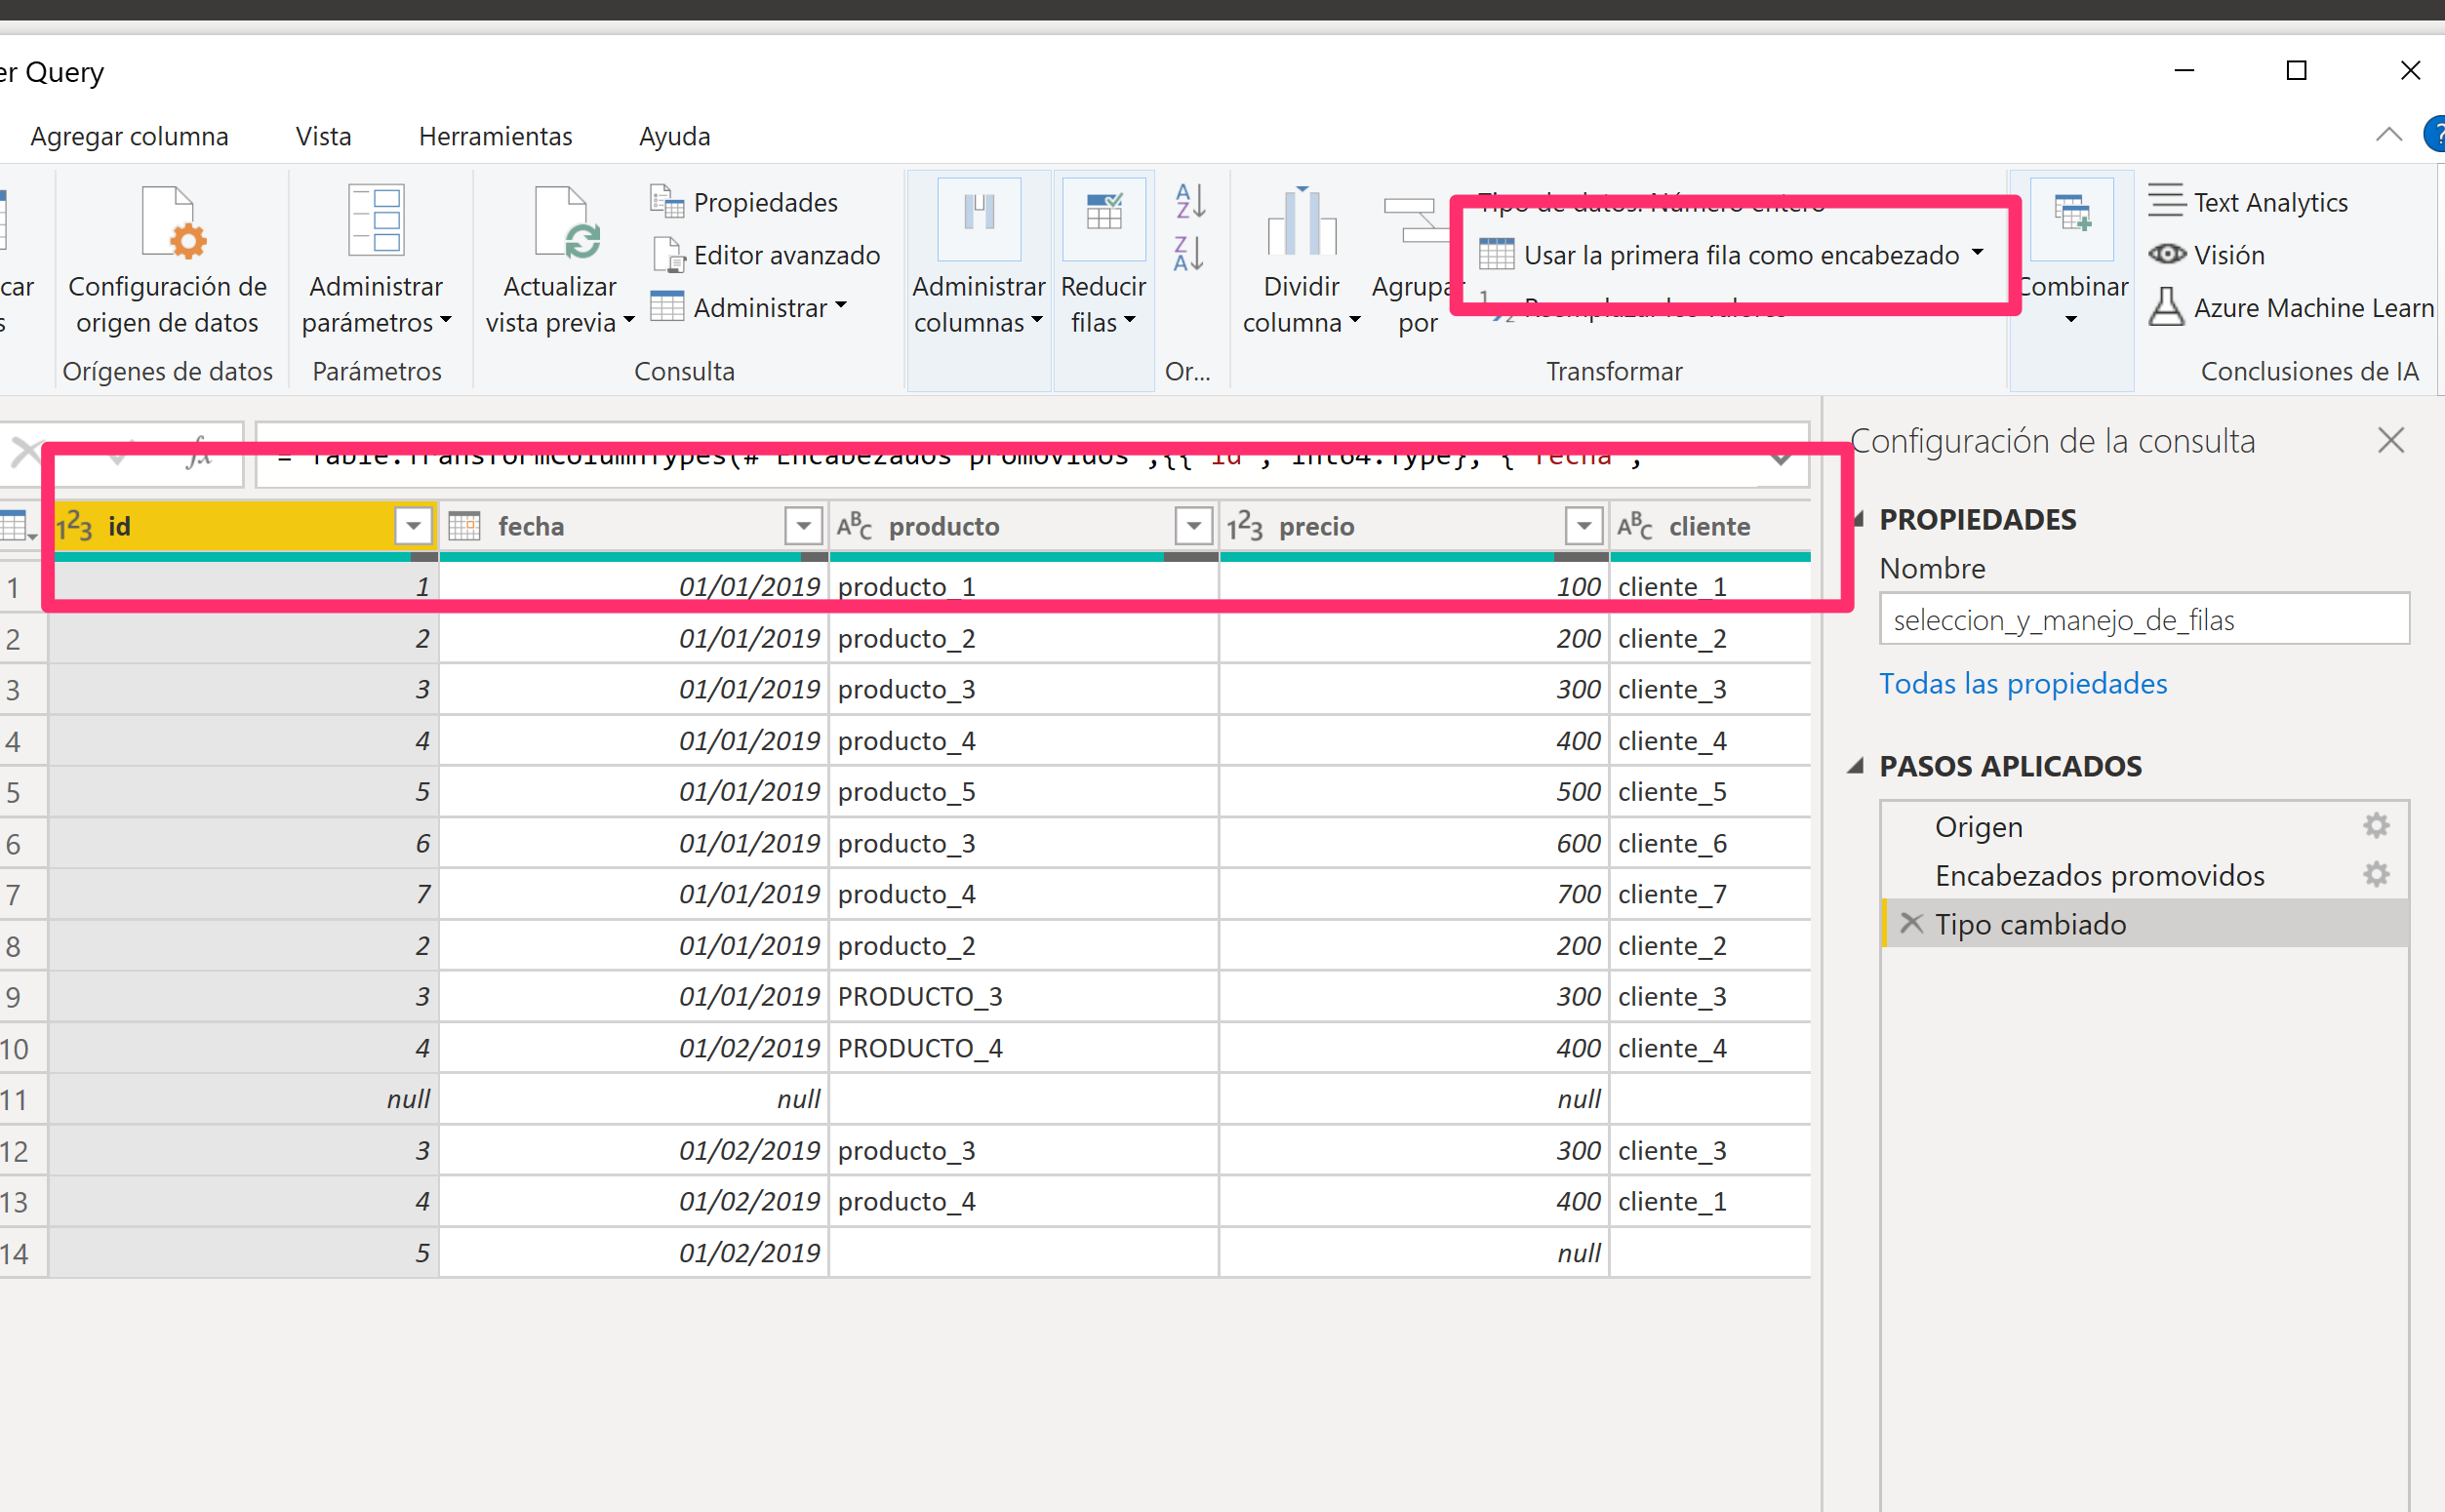 er Query
Agregar columna Vista Herramientas Ayuda
car
s
Configuración de
origen de datos
Orígenes de datos
Administrar
parámetros
Parámetros
Actualizar
vista previa
Propiedades
Editor avanzado
Administrar
Consulta
Administrar
columnas
Reducir
filas
Or...
Dividir
columna
Agrupar
por
Tipo de datos: Número entero
Usar la primera fila como encabezado
Reemplazar los valores
Transformar
Combinar
Text Analytics
Visión
Azure Machine Learn
Conclusiones de IA
fx = Table.TransformColumnTypes(#"Encabezados promovidos",{{"id", Int64.Type}, {"fecha",
id fecha producto precio cliente
1 1 01/01/2019 producto_1 100 cliente_1
2 2 01/01/2019 producto_2 200 cliente_2
3 3 01/01/2019 producto_3 300 cliente_3
4 4 01/01/2019 producto_4 400 cliente_4
5 5 01/01/2019 producto_5 500 cliente_5
6 6 01/01/2019 producto_3 600 cliente_6
7 7 01/01/2019 producto_4 700 cliente_7
8 2 01/01/2019 producto_2 200 cliente_2
9 3 01/01/2019 PRODUCTO_3 300 cliente_3
10 4 01/02/2019 PRODUCTO_4 400 cliente_4
11 null null null
12 3 01/02/2019 producto_3 300 cliente_3
13 4 01/02/2019 producto_4 400 cliente_1
14 5 01/02/2019 null
Configuración de la consulta
PROPIEDADES
Nombre
seleccion_y_manejo_de_filas
Todas las propiedades
PASOS APLICADOS
Origen
Encabezados promovidos
Tipo cambiado